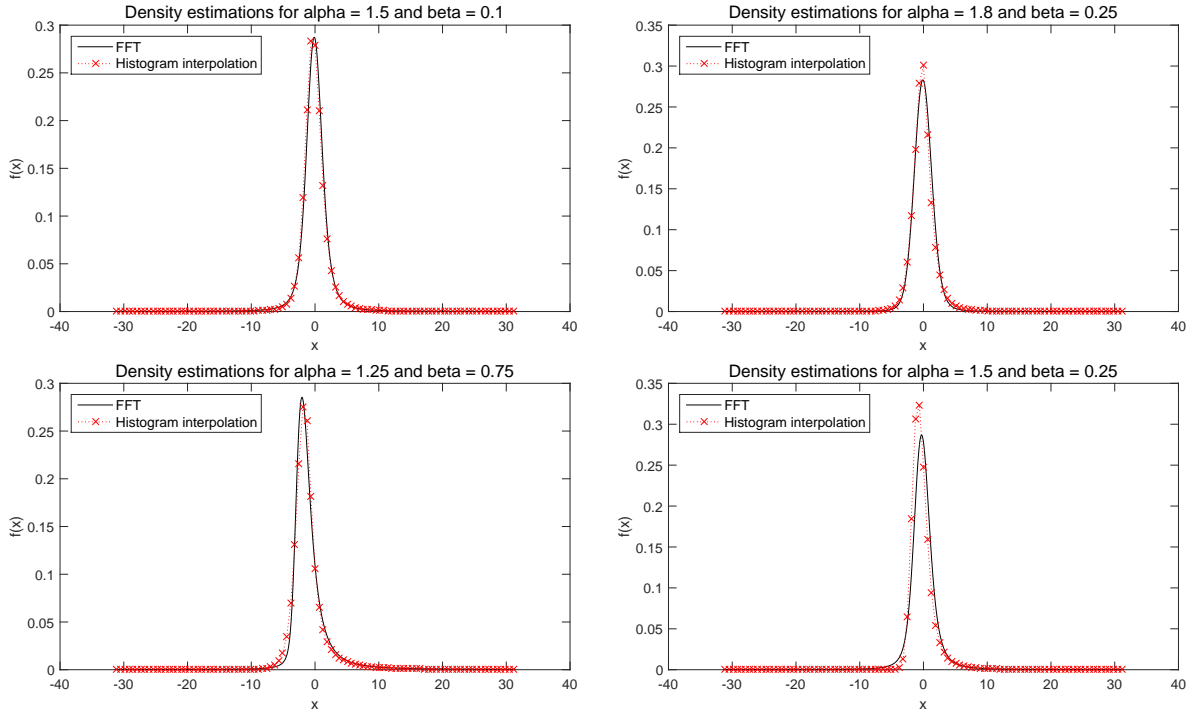 Density estimations for alpha = 1.5 and beta = 0.1
FFT
Histogram interpolation
f(x)
0.3
0.25
0.2
0.15
0.1
0.05
0
-40 -30 -20 -10 0 10 20 30 40
x
Density estimations for alpha = 1.8 and beta = 0.25
FFT
Histogram interpolation
f(x)
0.35
0.3
0.25
0.2
0.15
0.1
0.05
0
-40 -30 -20 -10 0 10 20 30 40
x
Density estimations for alpha = 1.25 and beta = 0.75
FFT
Histogram interpolation
f(x)
0.3
0.25
0.2
0.15
0.1
0.05
0
-40 -30 -20 -10 0 10 20 30 40
x
Density estimations for alpha = 1.5 and beta = 0.25
FFT
Histogram interpolation
f(x)
0.35
0.3
0.25
0.2
0.15
0.1
0.05
0
-40 -30 -20 -10 0 10 20 30 40
x